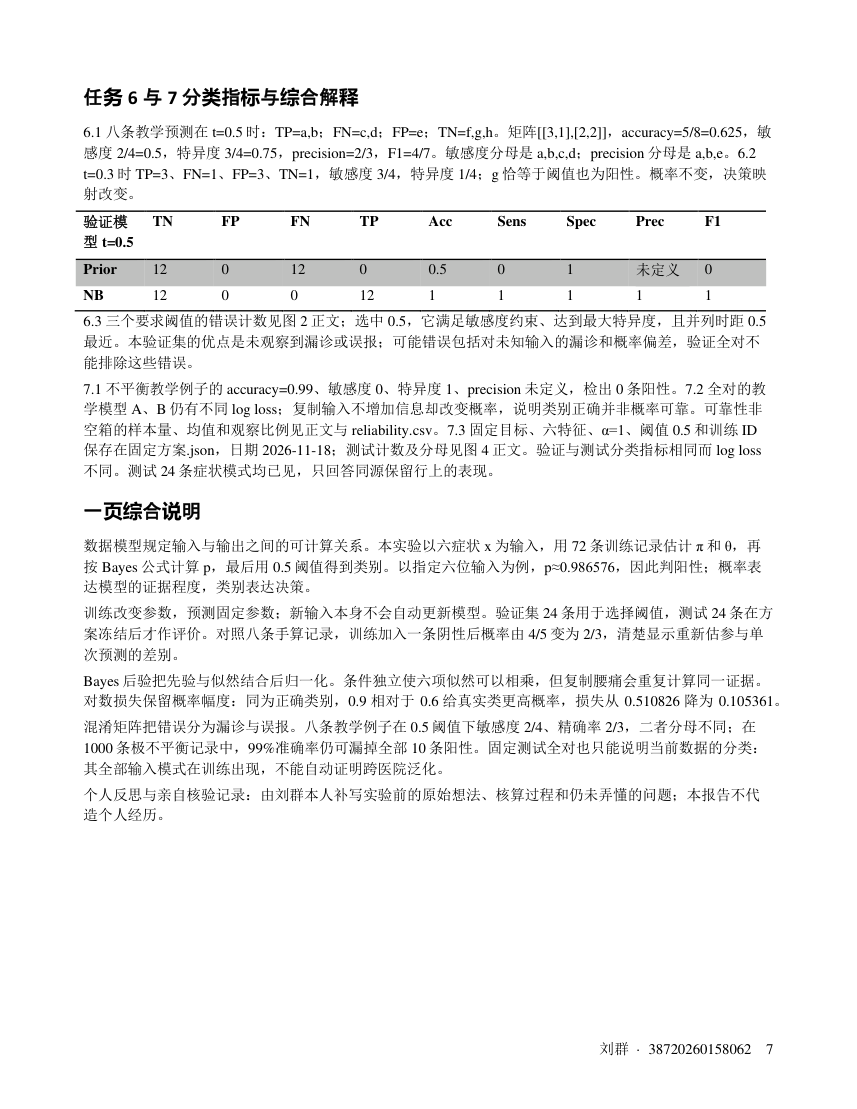 任务 6 与 7 分类指标与综合解释
6.1 八条教学预测在 t=0.5 时：TP=a,b；FN=c,d；FP=e；TN=f,g,h。矩阵[[3,1],[2,2]]，accuracy=5/8=0.625，敏
感度 2/4=0.5，特异度 3/4=0.75，precision=2/3，F1=4/7。敏感度分母是 a,b,c,d；precision 分母是 a,b,e。6.2
t=0.3 时 TP=3、FN=1、FP=3、TN=1，敏感度 3/4，特异度 1/4；g 恰等于阈值也为阳性。概率不变，决策映
射改变。
验证模 TN FP FN TP Acc Sens Spec Prec F1
型 t=0.5
Prior 12 0 12 0 0.5 0 1 未定义 0
NB 12 0 0 12 1 1 1 1 1
6.3 三个要求阈值的错误计数见图 2 正文；选中 0.5，它满足敏感度约束、达到最大特异度，且并列时距 0.5
最近。本验证集的优点是未观察到漏诊或误报；可能错误包括对未知输入的漏诊和概率偏差，验证全对不
能排除这些错误。
7.1 不平衡教学例子的 accuracy=0.99、敏感度 0、特异度 1、precision 未定义，检出 0 条阳性。7.2 全对的教
学模型 A、B 仍有不同 log loss；复制输入不增加信息却改变概率，说明类别正确并非概率可靠。可靠性非
空箱的样本量、均值和观察比例见正文与 reliability.csv。7.3 固定目标、六特征、α=1、阈值 0.5 和训练 ID
保存在固定方案.json，日期 2026-11-18；测试计数及分母见图 4 正文。验证与测试分类指标相同而 log loss
不同。测试 24 条症状模式均已见，只回答同源保留行上的表现。
一页综合说明
数据模型规定输入与输出之间的可计算关系。本实验以六症状 x 为输入，用 72 条训练记录估计 π 和 θ，再
按 Bayes 公式计算 p，最后用 0.5 阈值得到类别。以指定六位输入为例，p≈0.986576，因此判阳性；概率表
达模型的证据程度，类别表达决策。
训练改变参数，预测固定参数；新输入本身不会自动更新模型。验证集 24 条用于选择阈值，测试 24 条在方
案冻结后才作评价。对照八条手算记录，训练加入一条阴性后概率由 4/5 变为 2/3，清楚显示重新估参与单
次预测的差别。
Bayes 后验把先验与似然结合后归一化。条件独立使六项似然可以相乘，但复制腰痛会重复计算同一证据。
对数损失保留概率幅度：同为正确类别，0.9 相对于 0.6 给真实类更高概率，损失从 0.510826 降为 0.105361。
混淆矩阵把错误分为漏诊与误报。八条教学例子在 0.5 阈值下敏感度 2/4、精确率 2/3，二者分母不同；在
1000 条极不平衡记录中，99%准确率仍可漏掉全部 10 条阳性。固定测试全对也只能说明当前数据的分类：
其全部输入模式在训练出现，不能自动证明跨医院泛化。
个人反思与亲自核验记录：由刘群本人补写实验前的原始想法、核算过程和仍未弄懂的问题；本报告不代
造个人经历。
刘群 · 38720260158062 7